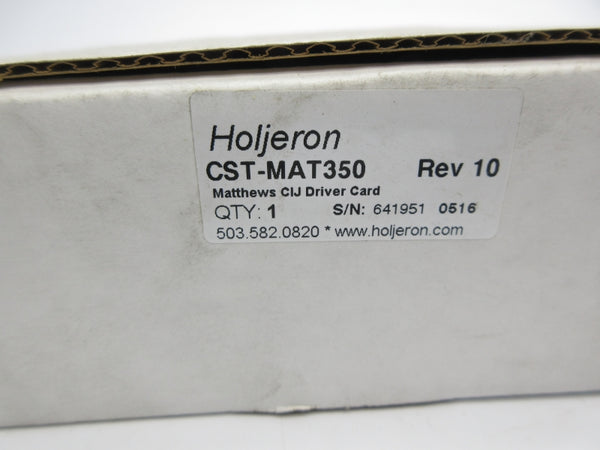 Holjeron
CST-MAT350 Rev 10
Matthews CIJ Driver Card
QTY: 1 S/N: 641951 0516
503.582.0820 * www.holjeron.com